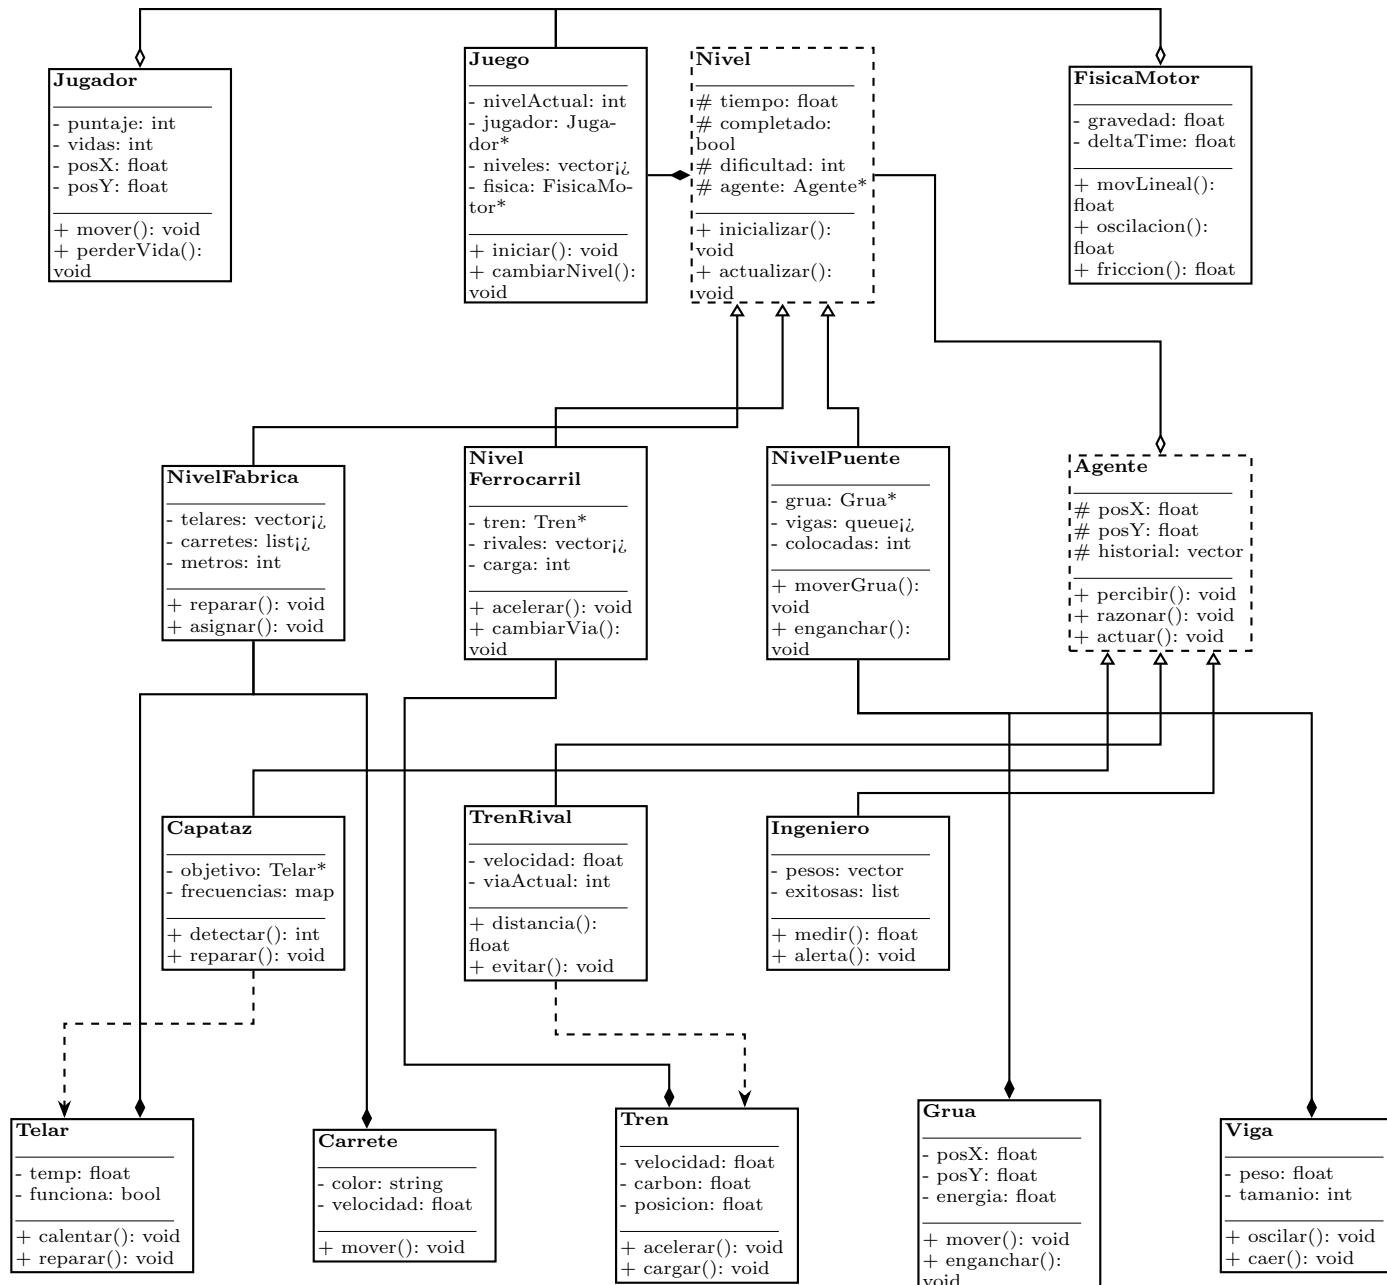 Jugador
- puntaje: int
- vidas: int
- posX: float
- posY: float
+ mover(): void
+ perderVida():
void
Juego
- nivelActual: int
- jugador: Juga-
dor*
- niveles: vector¡¿
- fisica: FisicaMo-
tor*
+ iniciar(): void
+ cambiarNivel():
void
Nivel
# tiempo: float
# completado:
bool
# dificultad: int
# agente: Agente*
+ inicializar():
void
+ actualizar():
void
FisicaMotor
- gravedad: float
- deltaTime: float
+ movLineal():
float
+ oscilacion():
float
+ friccion(): float
NivelFabrica
- telares: vector¡¿
- carretes: list¡¿
- metros: int
+ reparar(): void
+ asignar(): void
Nivel
Ferrocarril
- tren: Tren*
- rivales: vector¡¿
- carga: int
+ acelerar(): void
+ cambiarVia():
void
NivelPuente
- grua: Grua*
- vigas: queue¡¿
- colocadas: int
+ moverGrua():
void
+ enganchar():
void
Agente
# posX: float
# posY: float
# historial: vector
+ percibir(): void
+ razonar(): void
+ actuar(): void
Capataz
- objetivo: Telar*
- frecuencias: map
+ detectar(): int
+ reparar(): void
TrenRival
- velocidad: float
- viaActual: int
+ distancia():
float
+ evitar(): void
Ingeniero
- pesos: vector
- exitosas: list
+ medir(): float
+ alerta(): void
Telar
- temp: float
- funciona: bool
+ calentar(): void
+ reparar(): void
Carrete
- color: string
- velocidad: float
+ mover(): void
Tren
- velocidad: float
- carbon: float
- posicion: float
+ acelerar(): void
+ cargar(): void
Grua
- posX: float
- posY: float
- energia: float
+ mover(): void
+ enganchar():
void
Viga
- peso: float
- tamanio: int
+ oscilar(): void
+ caer(): void